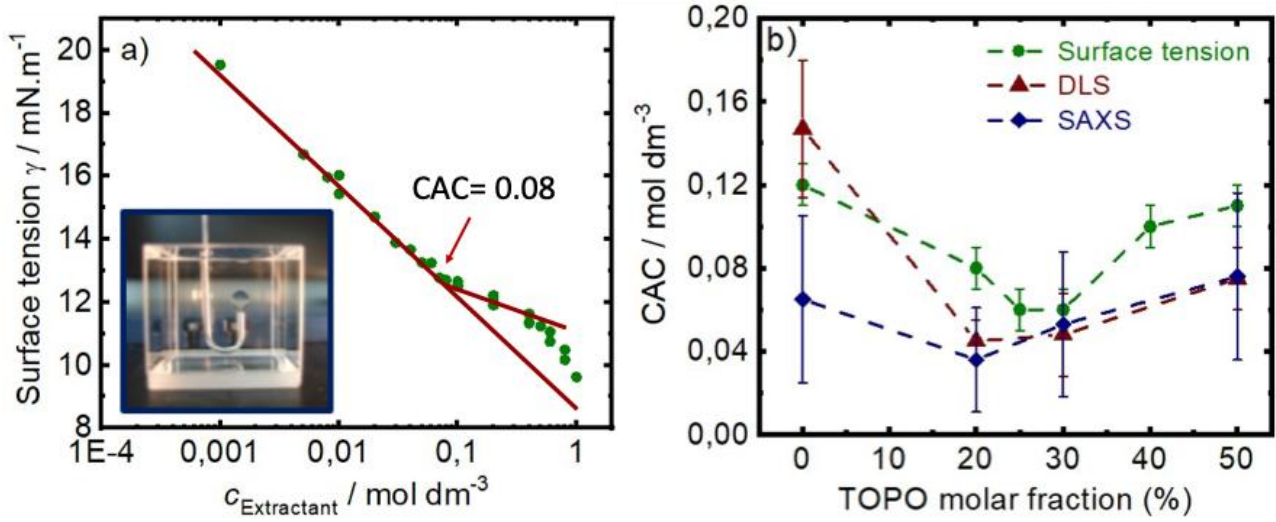 a)
Surface tension γ / mN.m⁻¹
20
18
16
14
12
10
8
CAC= 0.08
1E-4
0,001
0,01
0,1
1
c_Extractant / mol dm⁻³
b)
CAC / mol dm⁻³
0,20
0,16
0,12
0,08
0,04
0,00
Surface tension
DLS
SAXS
0
10
20
30
40
50
TOPO molar fraction (%)